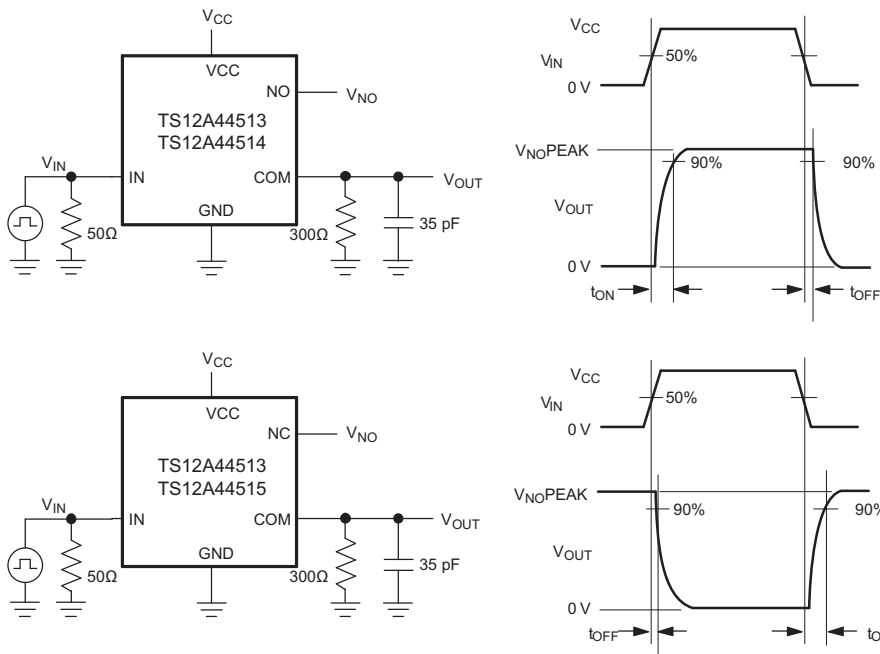 VCC
VCC
NO VNO
TS12A44513
TS12A44514
VIN
IN COM VOUT
GND
50Ω 300Ω 35 pF
VCC
VIN 50%
0 V
VNOPEAK
90% 90%
VOUT
0 V
tON tOFF
VCC
VCC
NC VNO
TS12A44513
TS12A44515
VIN
IN COM VOUT
GND
50Ω 300Ω 35 pF
VCC
VIN 50%
0 V
VNOPEAK
90% 90%
VOUT
0 V
tOFF